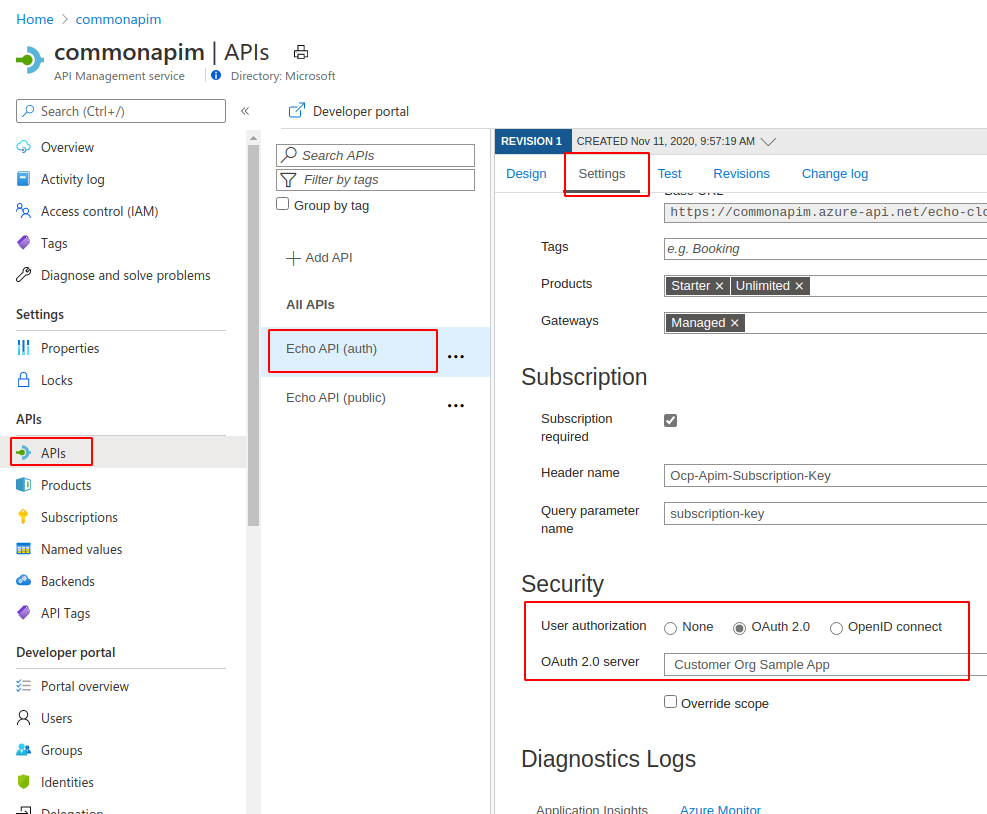 Home > commonapim
commonapim | APIs
API Management service
Directory: Microsoft
Search (Ctrl+/)
«
Overview
Activity log
Access control (IAM)
Tags
Diagnose and solve problems
Settings
Properties
Locks
APIs
APIs
Products
Subscriptions
Named values
Backends
API Tags
Developer portal
Portal overview
Users
Groups
Identities
Delegation
Developer portal
Search APIs
Filter by tags
Group by tag
+ Add API
All APIs
Echo API (auth)
...
Echo API (public)
...
REVISION 1 CREATED Nov 11, 2020, 9:57:19 AM
Design Settings Test Revisions Change log
Base URL
https://commonapim.azure-api.net/echo-clo
Tags
e.g. Booking
Products
Starter × Unlimited ×
Gateways
Managed ×
Subscription
Subscription
required
Header name
Ocp-Apim-Subscription-Key
Query parameter
name
subscription-key
Security
User authorization
None OAuth 2.0 OpenID connect
OAuth 2.0 server
Customer Org Sample App
Override scope
Diagnostics Logs
Application Insights Azure Monitor